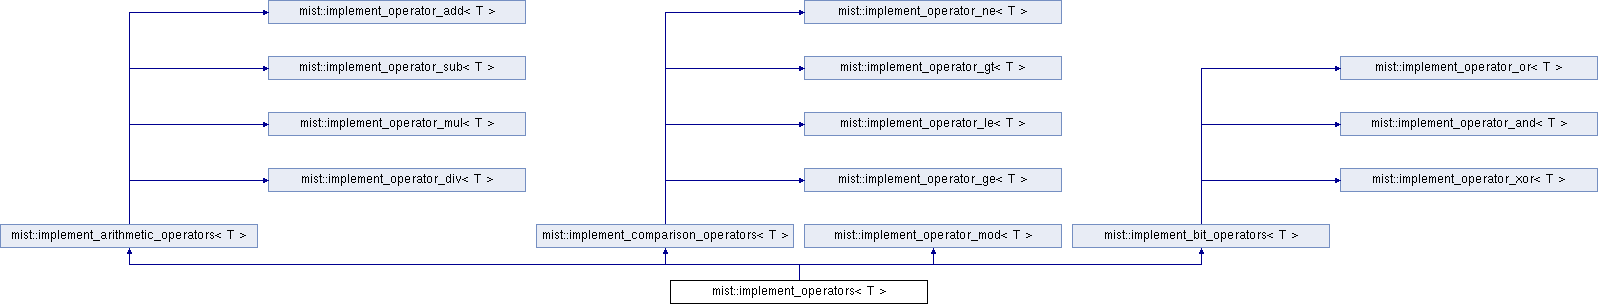 mist::implement_operator_add< T >
mist::implement_operator_ne< T >
mist::implement_operator_sub< T >
mist::implement_operator_gt< T >
mist::implement_operator_or< T >
mist::implement_operator_mul< T >
mist::implement_operator_le< T >
mist::implement_operator_and< T >
mist::implement_operator_div< T >
mist::implement_operator_ge< T >
mist::implement_operator_xor< T >
mist::implement_arithmetic_operators< T >
mist::implement_comparison_operators< T >
mist::implement_operator_mod< T >
mist::implement_bit_operators< T >
mist::implement_operators< T >